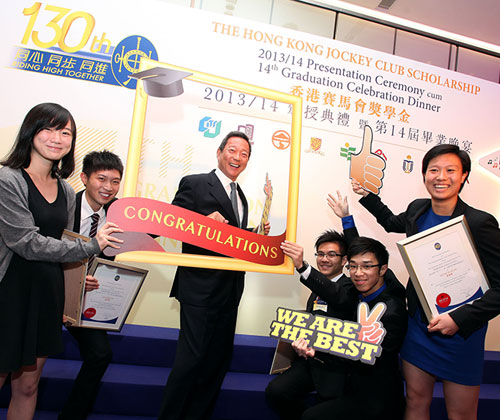 130th
同心 同步 同進
RIDING HIGH TOGETHER
THE HONG KONG JOCKEY CLUB SCHOLARSHIP
2013/14 Presentation Ceremony cum
14th Graduation Celebration Dinner
香港賽馬會獎學金
2013/14 頒授典禮 暨 第14屆畢業晚宴
CONGRATULATIONS
WE ARE
THE BEST